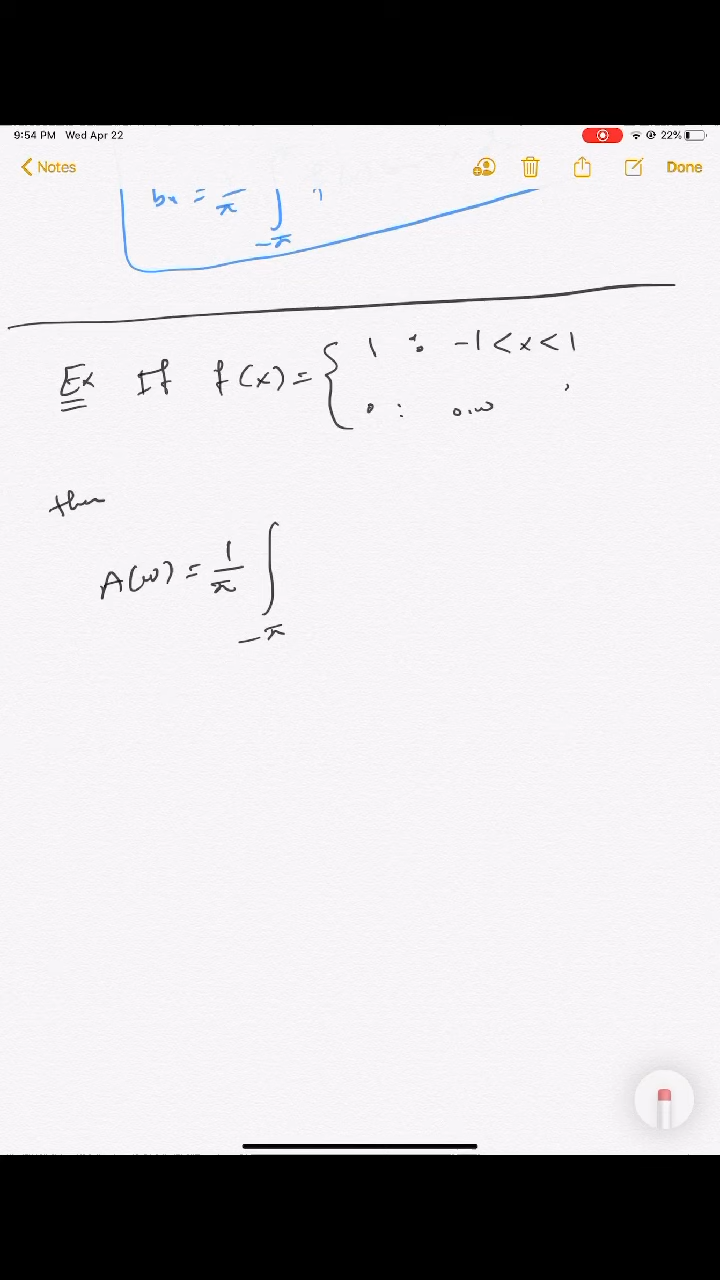 9:54 PM Wed Apr 22 22%
Notes Done
bn = 1/π ∫ -π
Ex If f(x) = { 1 : -1 < x < 1
0 : o.w ,
then
A(ω) = 1/π ∫ -π